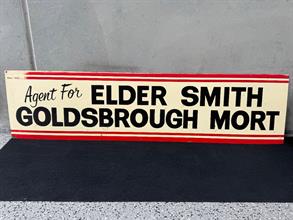 Agent For ELDER SMITH
GOLDSBROUGH MORT